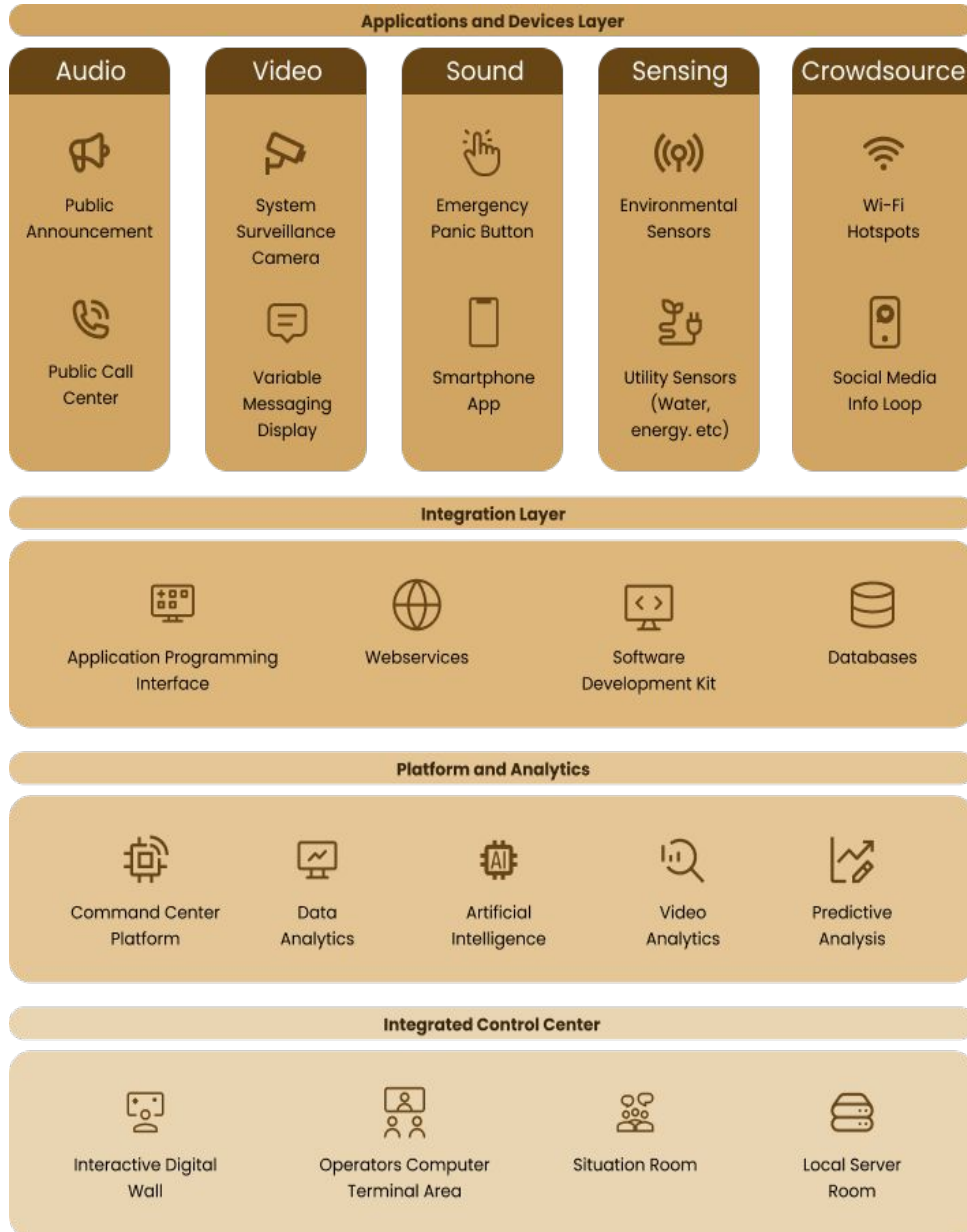 Applications and Devices Layer
Audio
Public
Announcement
Public Call
Center
Video
System
Surveillance
Camera
Variable
Messaging
Display
Sound
Emergency
Panic Button
Smartphone
App
Sensing
Environmental
Sensors
Utility Sensors
(Water,
energy. etc)
Crowdsource
Wi-Fi
Hotspots
Social Media
Info Loop
Integration Layer
Application Programming
Interface
Webservices
Software
Development Kit
Databases
Platform and Analytics
Command Center
Platform
Data
Analytics
AI
Artificial
Intelligence
Video
Analytics
Predictive
Analysis
Integrated Control Center
Interactive Digital
Wall
Operators Computer
Terminal Area
Situation Room
Local Server
Room